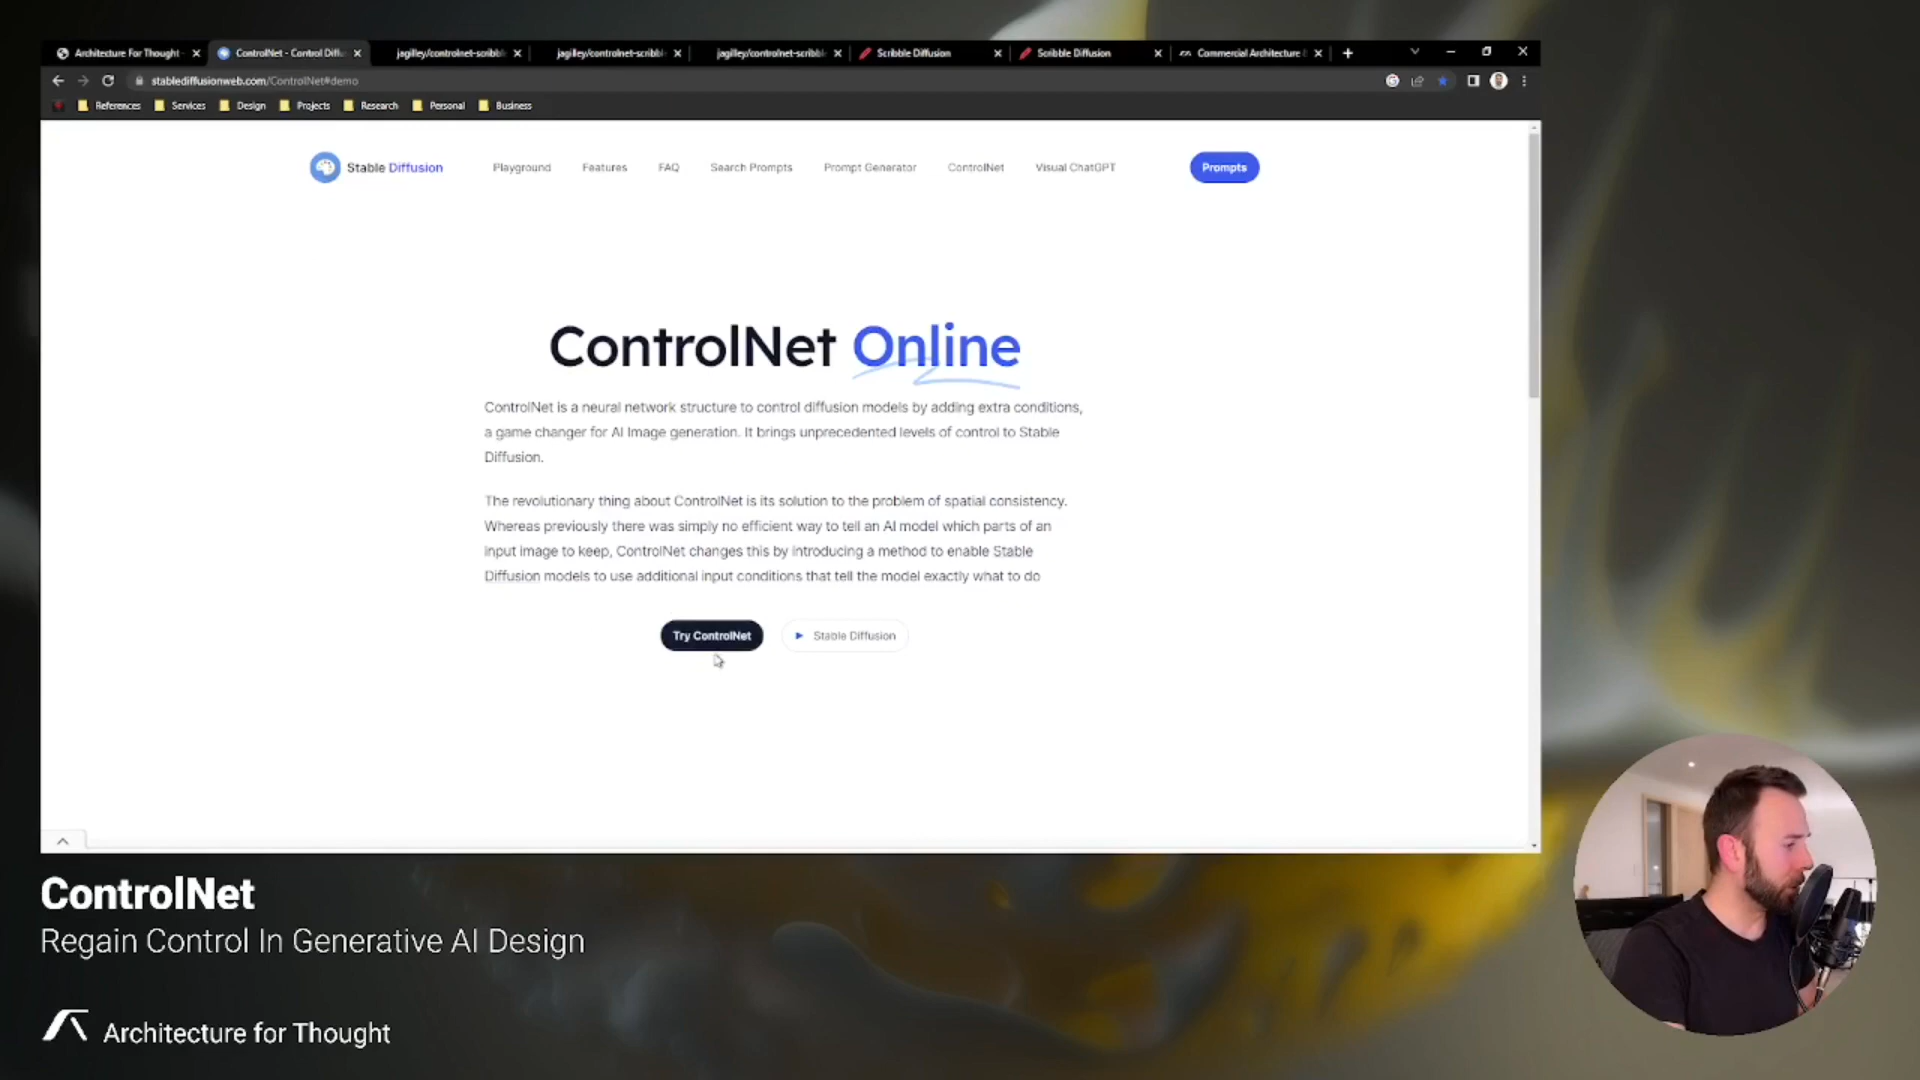 Architecture For Thought
ControlNet - Control Diffu
jagilley/controlnet-scribbl
jagilley/controlnet-scribbl
jagilley/controlnet-scribbl
Scribble Diffusion
Scribble Diffusion
Commercial Architecture &
stablediffusionweb.com/ControlNet#demo
References
Services
Design
Projects
Research
Personal
Business
Stable Diffusion
Playground
Features
FAQ
Search Prompts
Prompt Generator
ControlNet
Visual ChatGPT
Prompts
ControlNet Online
ControlNet is a neural network structure to control diffusion models by adding extra conditions,
a game changer for AI Image generation. It brings unprecedented levels of control to Stable
Diffusion.
The revolutionary thing about ControlNet is its solution to the problem of spatial consistency.
Whereas previously there was simply no efficient way to tell an AI model which parts of an
input image to keep, ControlNet changes this by introducing a method to enable Stable
Diffusion models to use additional input conditions that tell the model exactly what to do
Try ControlNet
Stable Diffusion
ControlNet
Regain Control In Generative AI Design
Architecture for Thought